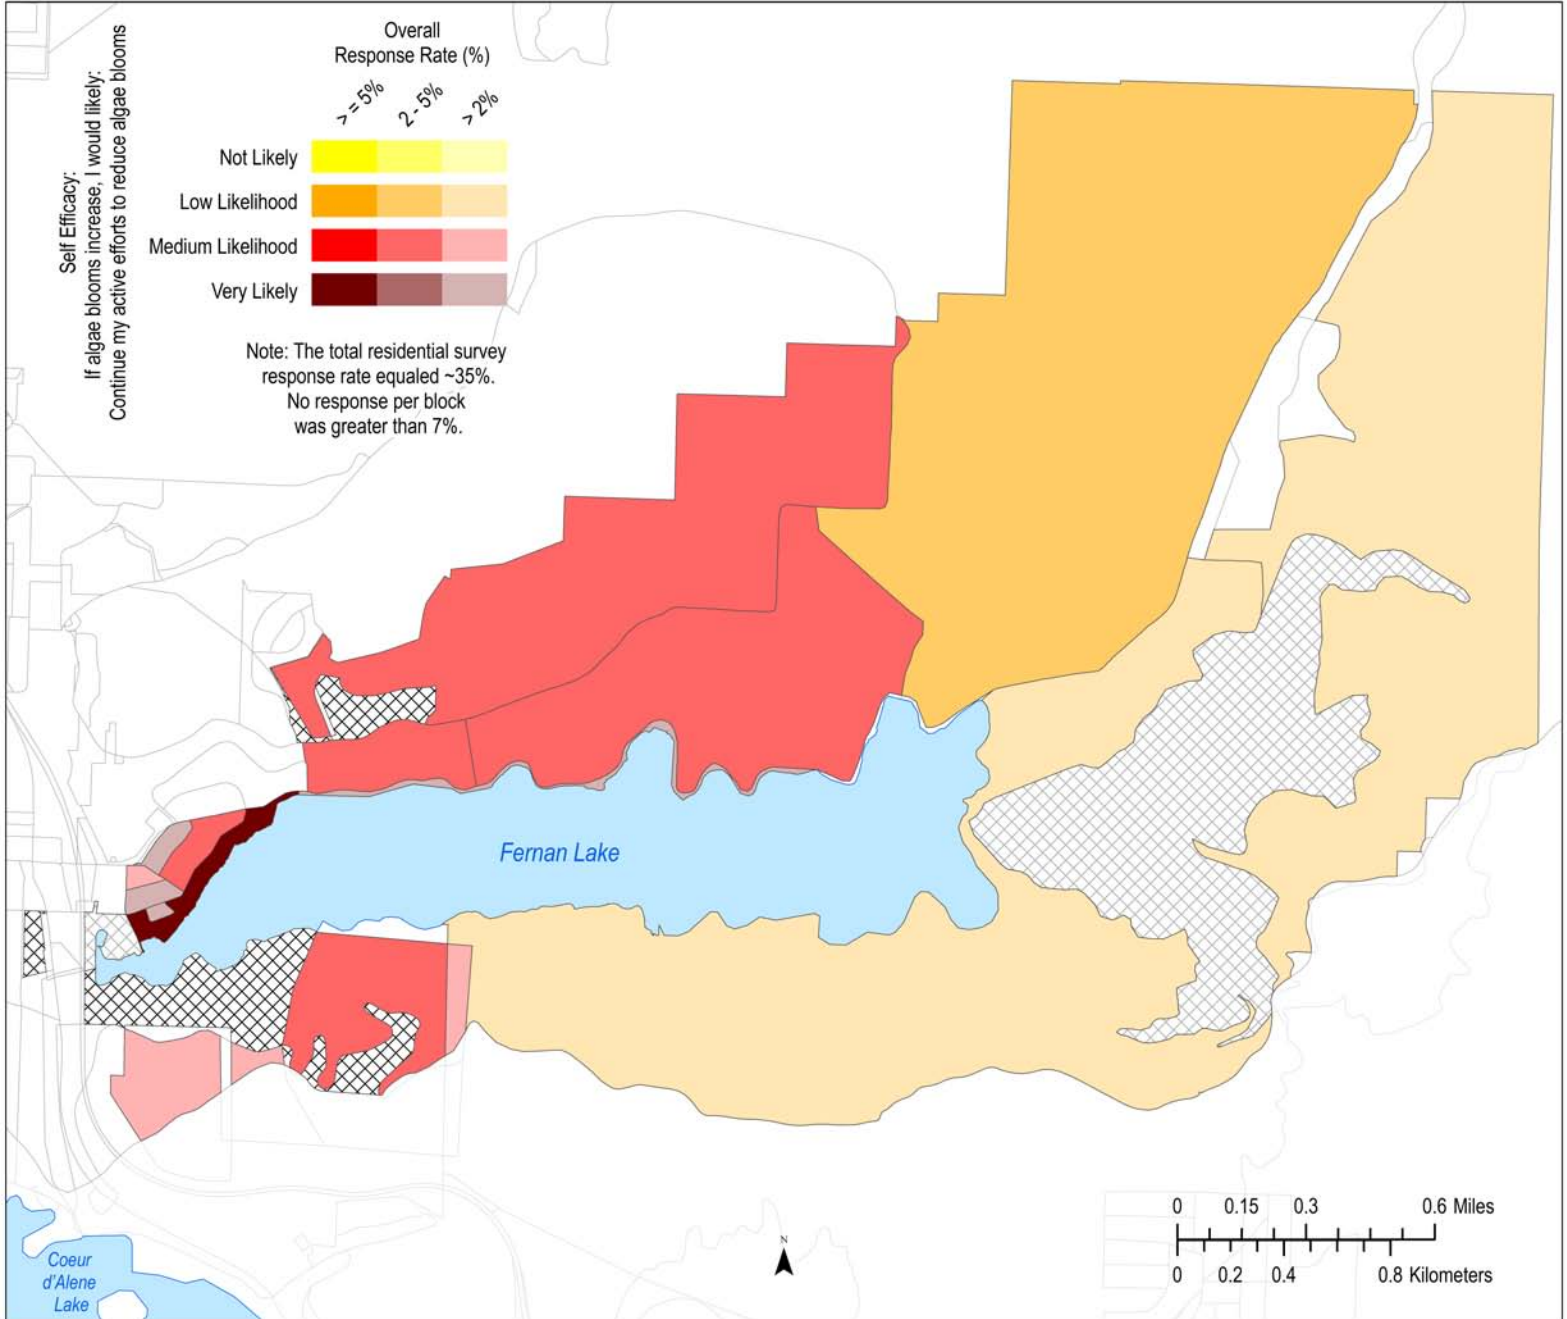 Overall
Response Rate (%)
> = 5%
2 - 5%
> 2%
Not Likely
Low Likelihood
Medium Likelihood
Very Likely
Self Efficacy:
If algae blooms increase, I would likely:
Continue my active efforts to reduce algae blooms
Note: The total residential survey
response rate equaled ~35%.
No response per block
was greater than 7%.
Fernan Lake
Coeur
d'Alene
Lake
N
0 0.15 0.3 0.6 Miles
0 0.2 0.4 0.8 Kilometers